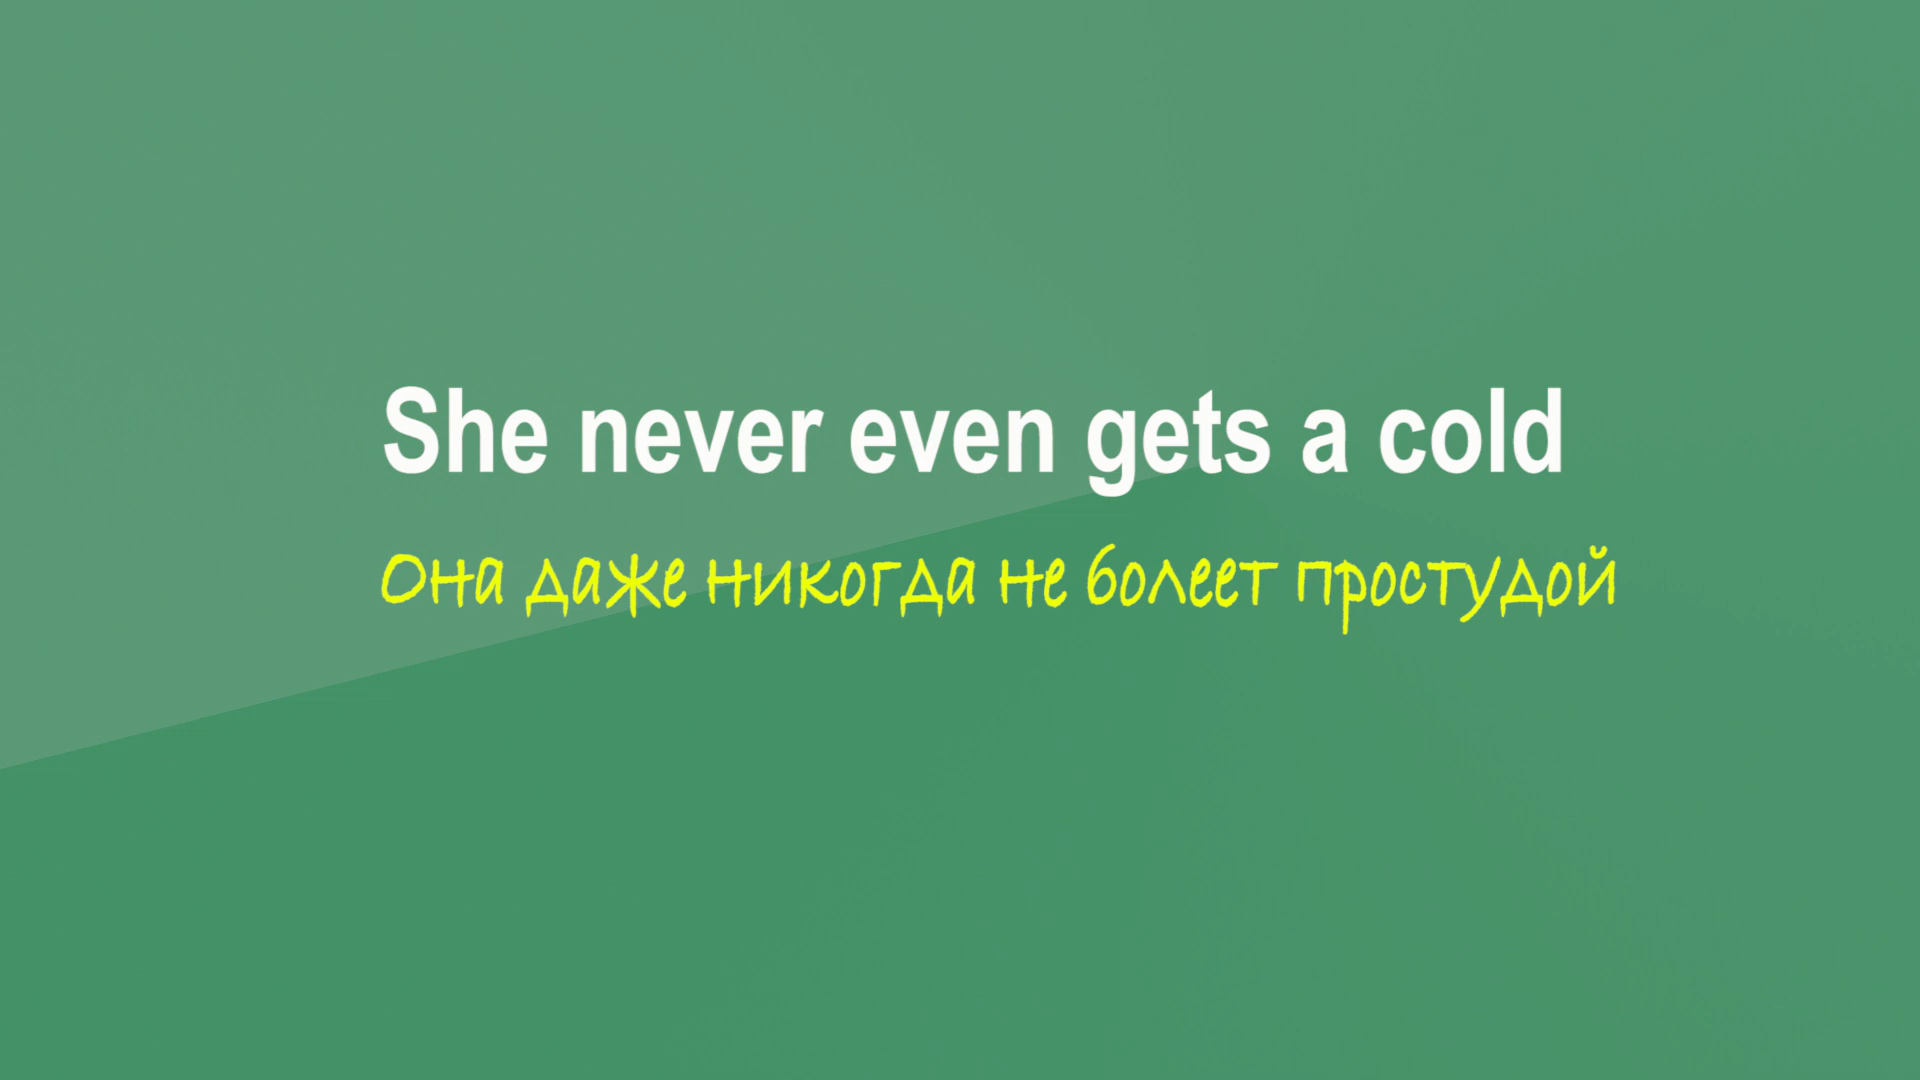 She never even gets a cold
Она даже никогда не болеет простудой